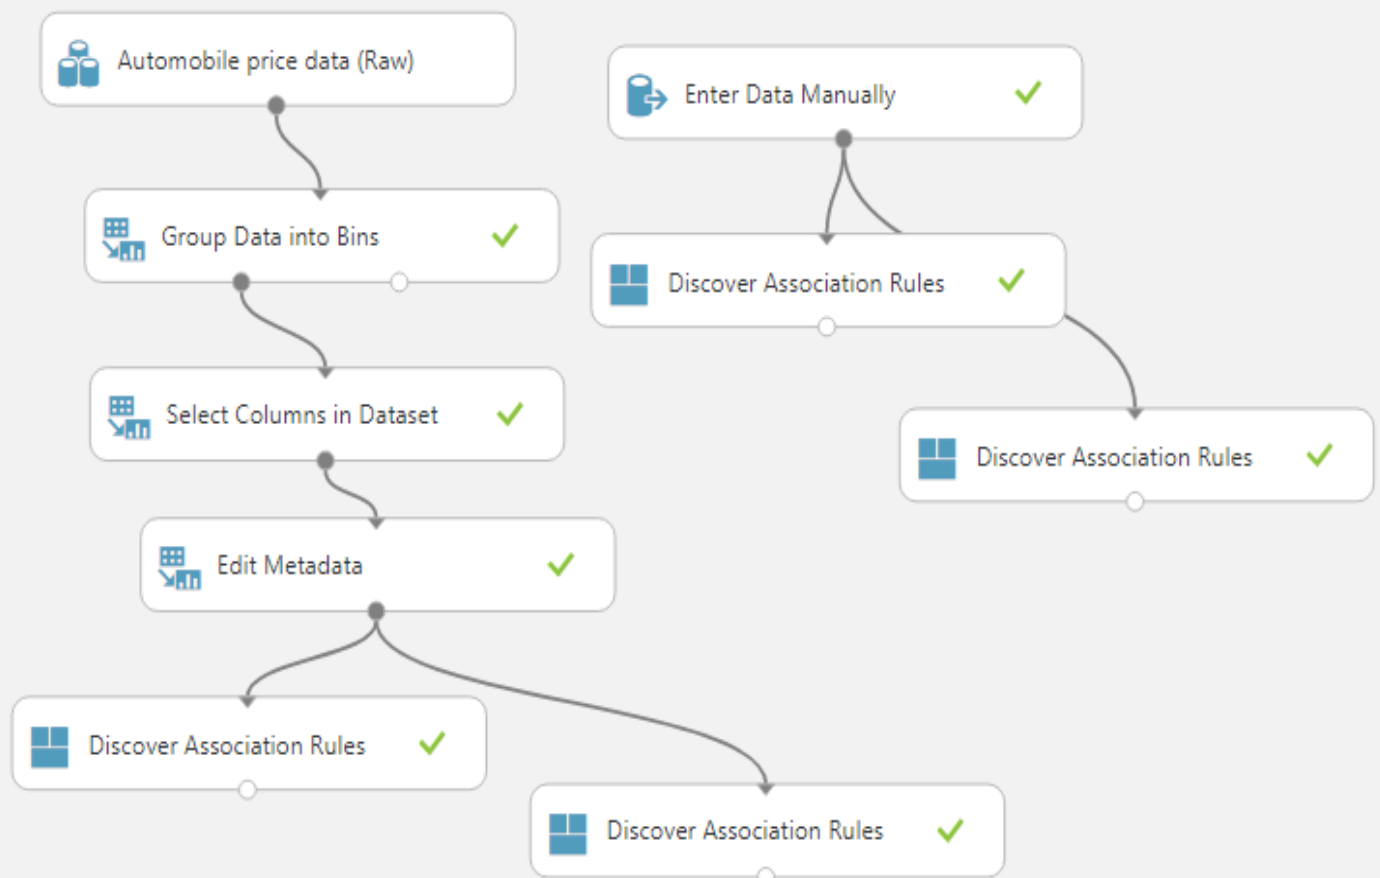 Automobile price data (Raw)
Enter Data Manually
Group Data into Bins
Discover Association Rules
Select Columns in Dataset
Discover Association Rules
Edit Metadata
Discover Association Rules
Discover Association Rules